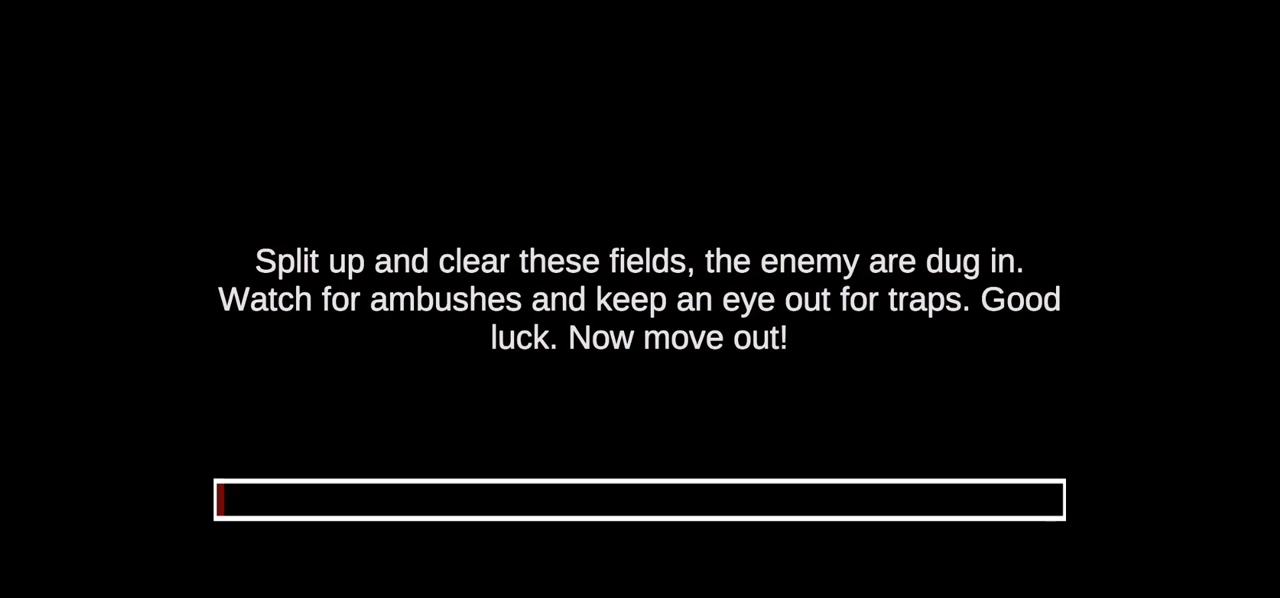 Split up and clear these fields, the enemy are dug in.
Watch for ambushes and keep an eye out for traps. Good
luck. Now move out!